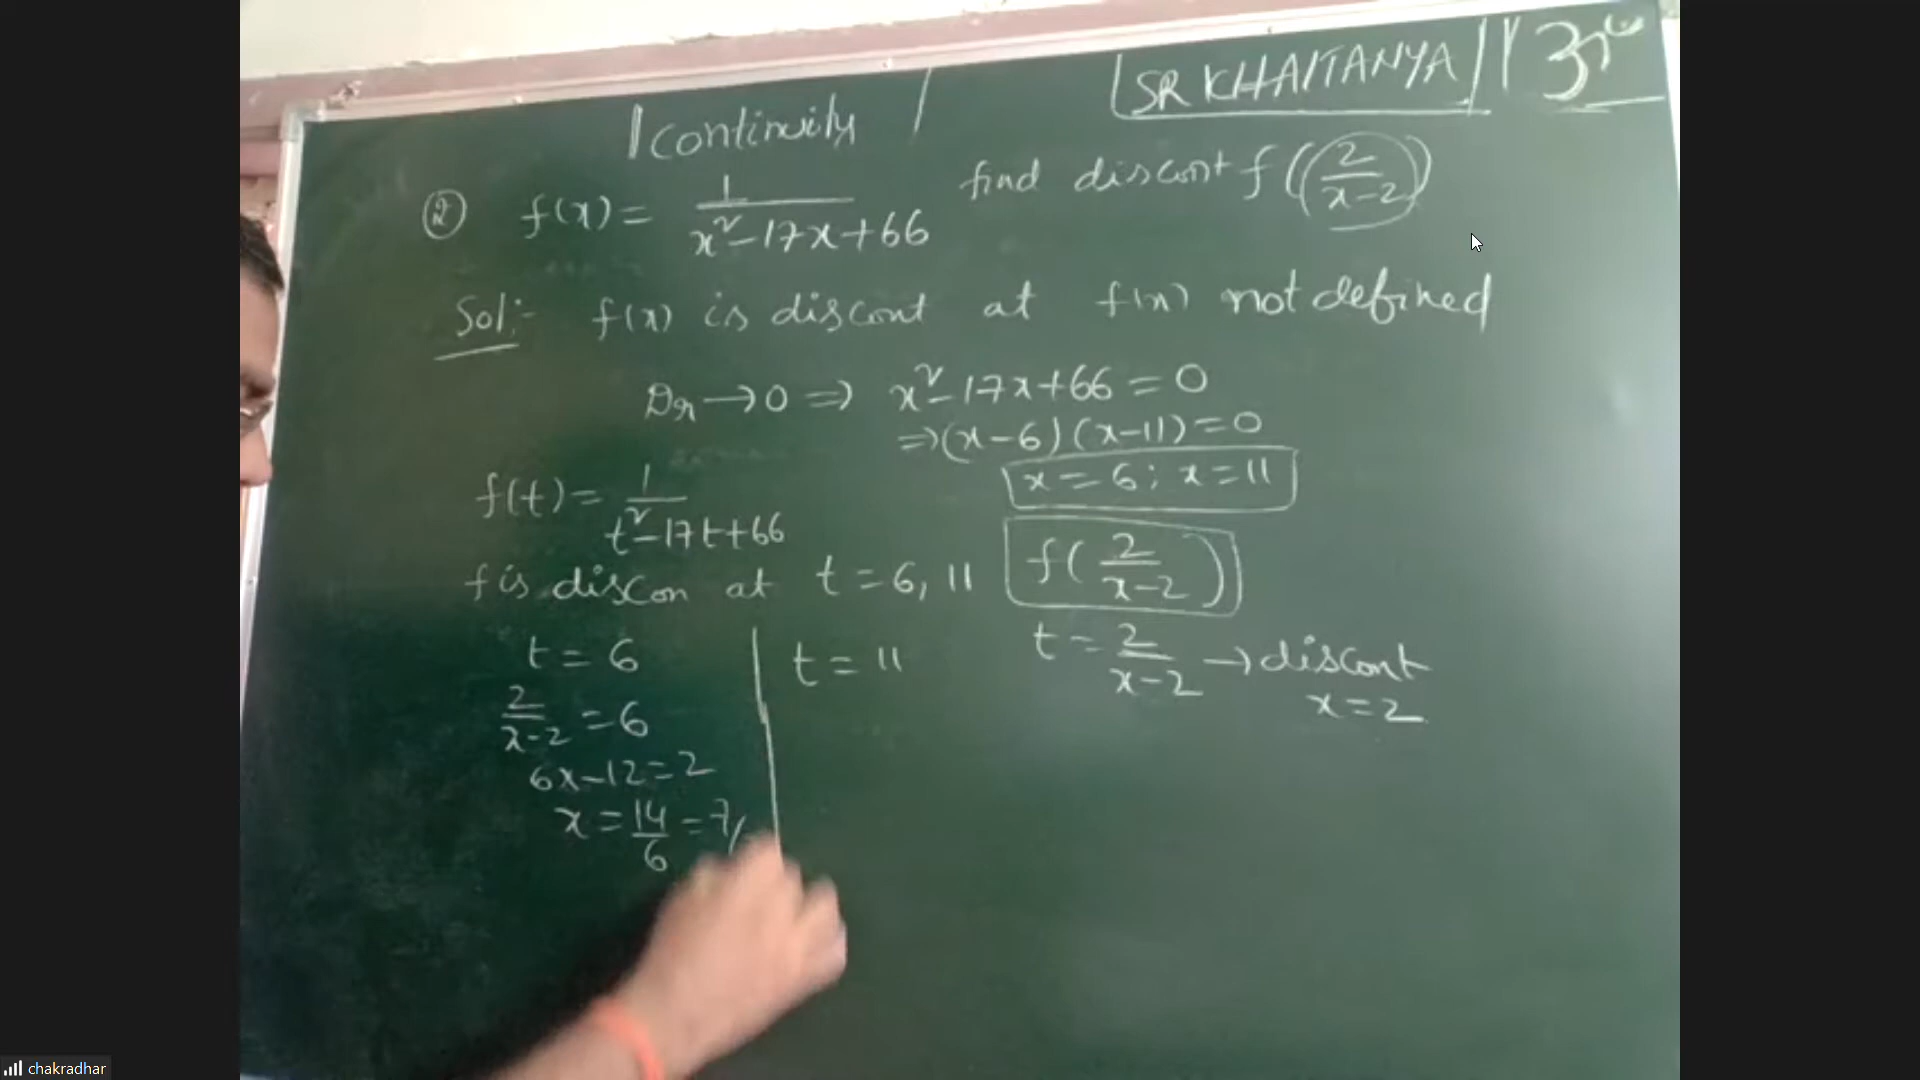 SR KHAITANYA
Continuity
② f(x) = 1/(x²-17x+66) find discont f(2/(x-2))
Sol:- f(x) is discont at f(x) not defined
Dr → 0 ⇒ x²-17x+66 = 0
⇒ (x-6)(x-11) = 0
x = 6; x = 11
f(t) = 1/(t²-17t+66)
f is discon at t = 6, 11
f(2/(x-2))
t = 2/(x-2) → discont
x = 2
t = 6
2/(x-2) = 6
6x-12 = 2
x = 14/6 = 7/
t = 11
chakradhar